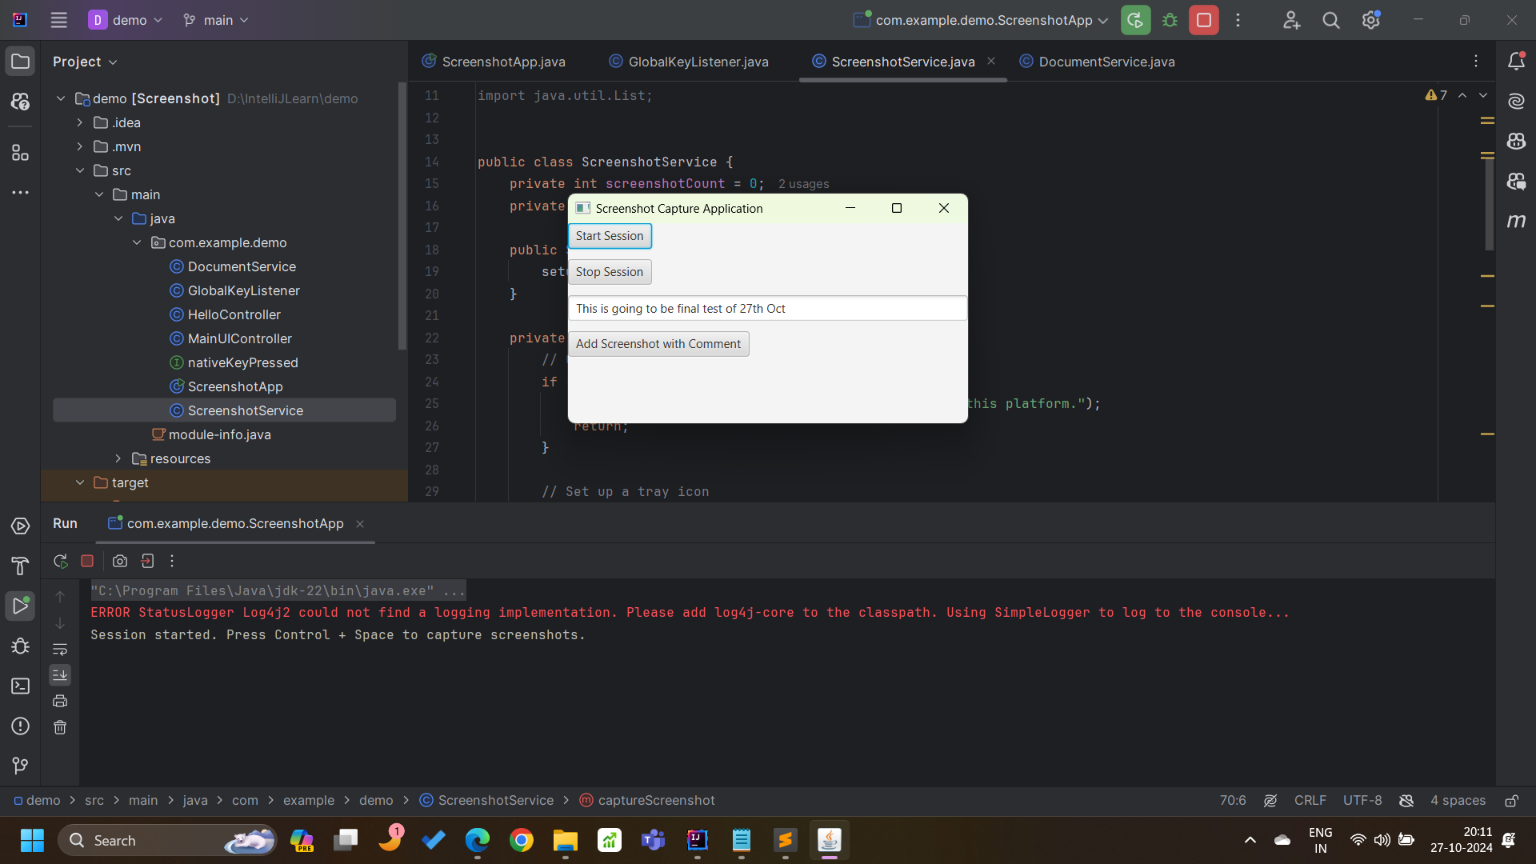 D demo main com.example.demo.ScreenshotApp
Project ScreenshotApp.java GlobalKeyListener.java ScreenshotService.java DocumentService.java
demo [Screenshot] D:\IntelliJLearn\demo
.idea
.mvn
src
main
java
com.example.demo
DocumentService
GlobalKeyListener
HelloController
MainUIController
nativeKeyPressed
ScreenshotApp
ScreenshotService
module-info.java
resources
target
11 import java.util.List;
7
12
13
14 public class ScreenshotService {
15 private int screenshotCount = 0; 2 usages
16 private
17
18 public
19
20 }
21
22 private
23 //
24 if
25 this platform.");
26 return;
27 }
28
29 // Set up a tray icon
Screenshot Capture Application
Start Session
Stop Session
This is going to be final test of 27th Oct
Add Screenshot with Comment
Run com.example.demo.ScreenshotApp
"C:\Program Files\Java\jdk-22\bin\java.exe" ...
ERROR StatusLogger Log4j2 could not find a logging implementation. Please add log4j-core to the classpath. Using SimpleLogger to log to the console...
Session started. Press Control + Space to capture screenshots.
demo > src > main > java > com > example > demo > ScreenshotService > captureScreenshot 70:6 CRLF UTF-8 4 spaces
Search PRE 1 ENG IN 20:11 27-10-2024